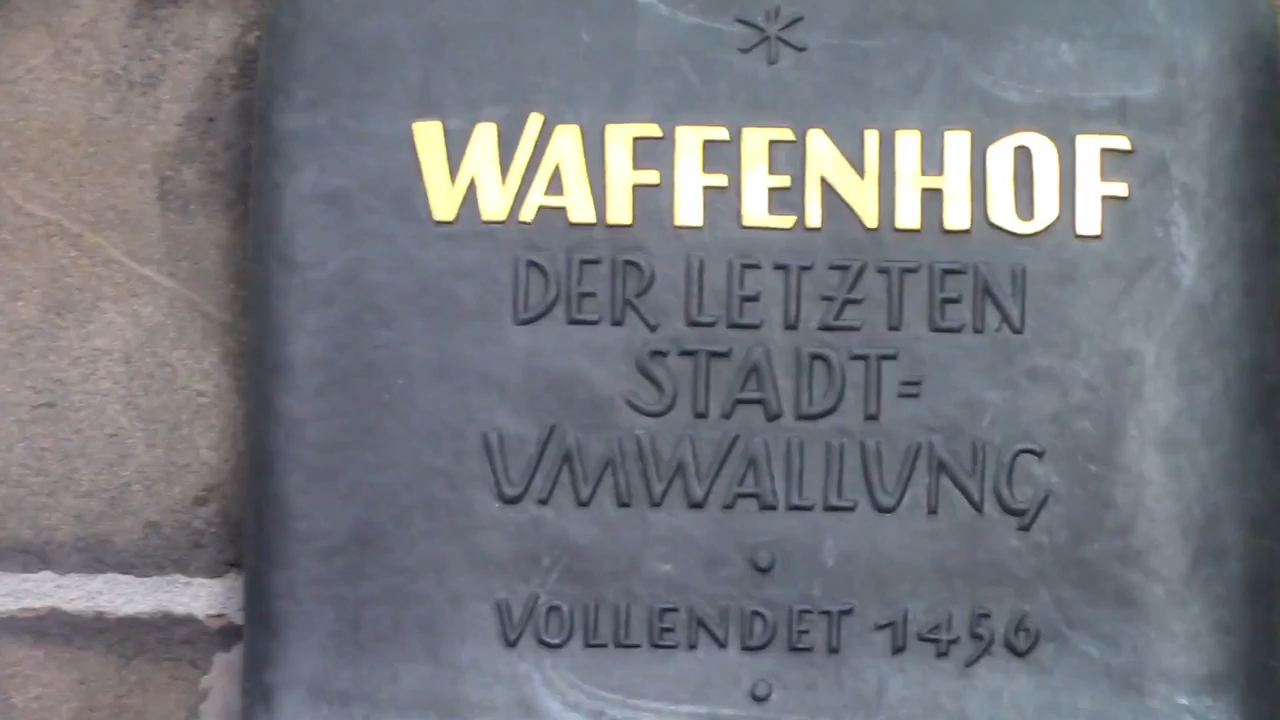 WAFFENHOF
DER LETZTEN
STADT=
UMWALLUNG
VOLLENDET 1456